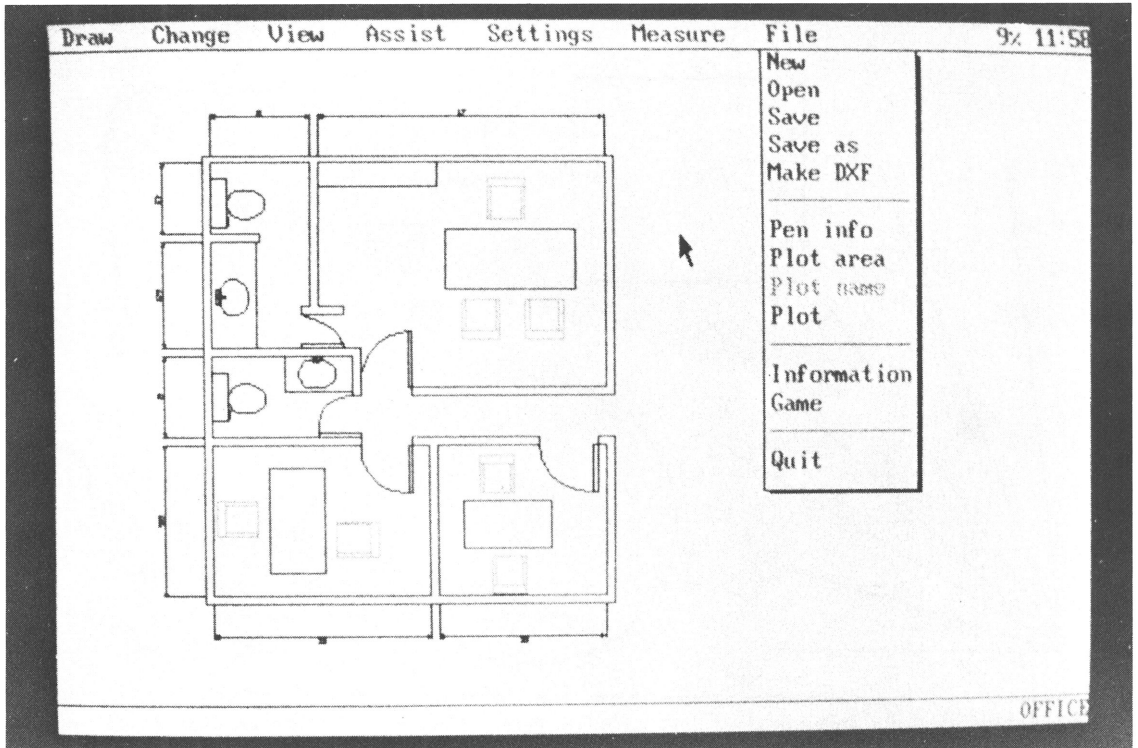 Draw Change View Assist Settings Measure File 9% 11:58
New
Open
Save
Save as
Make DXF
Pen info
Plot area
Plot name
Plot
Information
Game
Quit
OFFICE